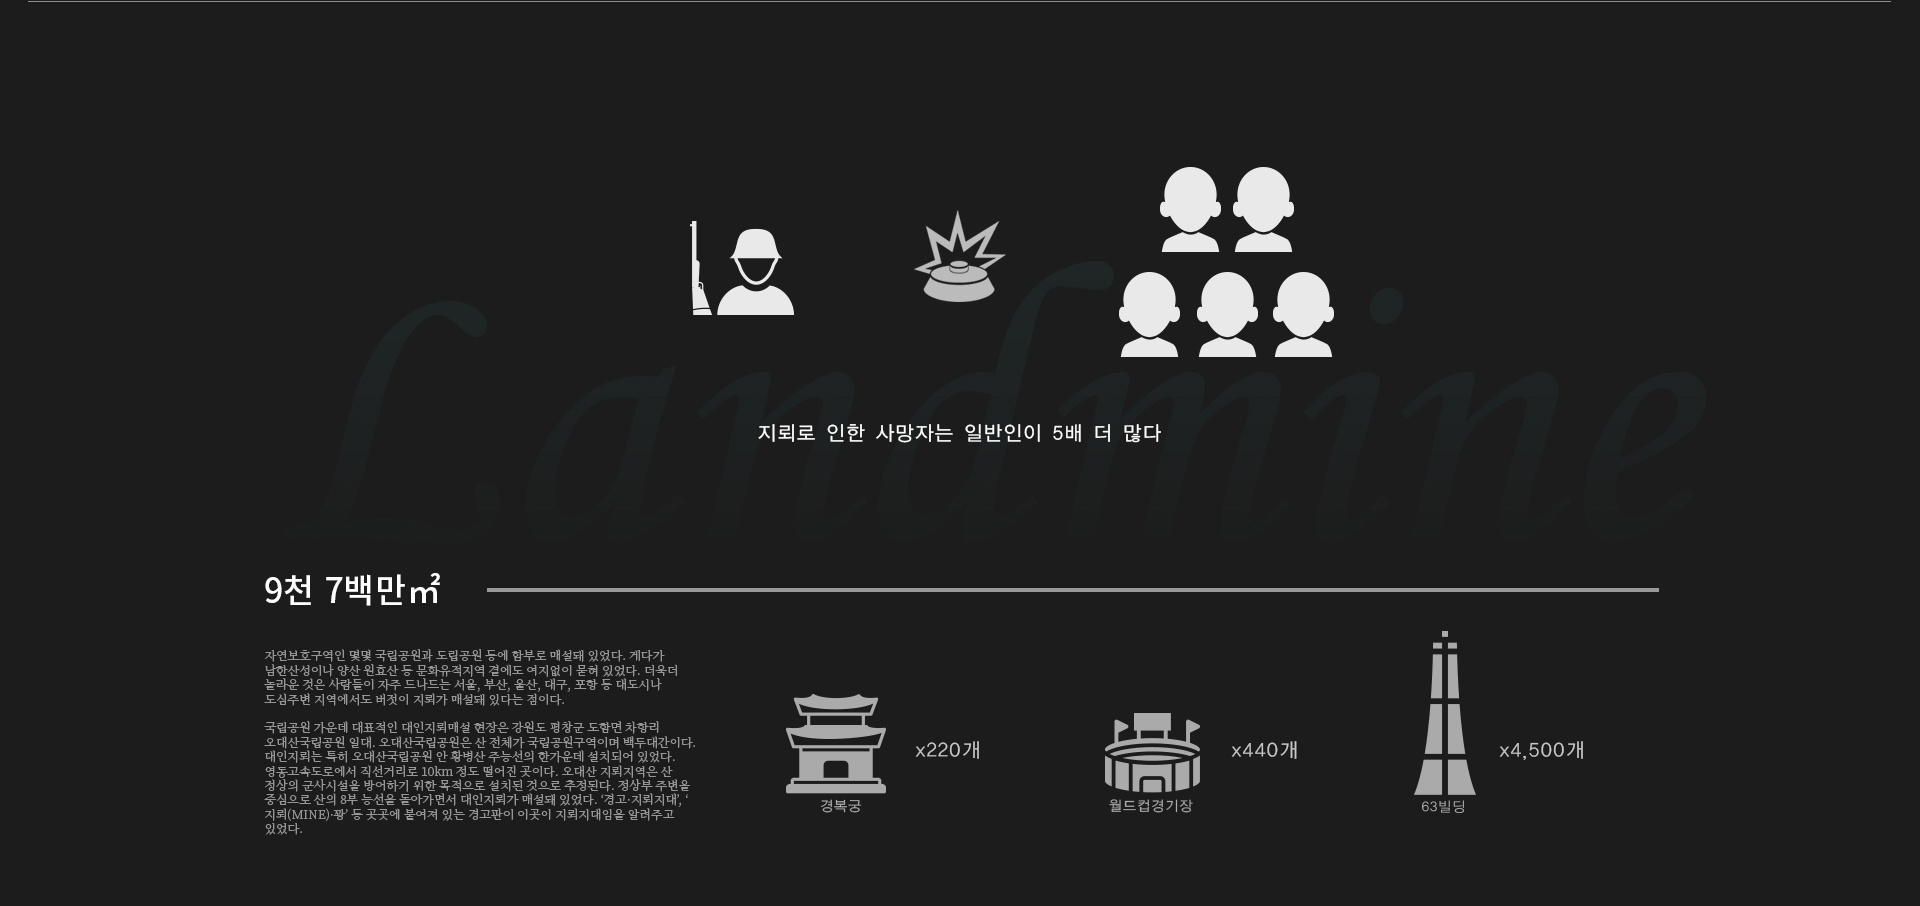 Landmine
지뢰로 인한 사망자는 일반인이 5배 더 많다
9천 7백만㎡
자연보호구역인 몇몇 국립공원과 도립공원 등에 함부로 매설돼 있었다. 게다가
남한산성이나 양산 원효산 등 문화유적지역 곁에도 여지없이 묻혀 있었다. 더욱더
놀라운 것은 사람들이 자주 드나드는 서울, 부산, 울산, 대구, 포항 등 대도시나
도심주변 지역에서도 버젓이 지뢰가 매설돼 있다는 점이다.
국립공원 가운데 대표적인 대인지뢰매설 현장은 강원도 평창군 도암면 차항리
오대산국립공원 일대. 오대산국립공원은 산 전체가 국립공원구역이며 백두대간이다.
대인지뢰는 특히 오대산국립공원 안 황병산 주능선의 한가운데 설치되어 있었다.
영동고속도로에서 직선거리로 10km 정도 떨어진 곳이다. 오대산 지뢰지역은 산
정상의 군사시설을 방어하기 위한 목적으로 설치된 것으로 추정된다. 정상부 주변을
중심으로 산의 8부 능선을 돌아가면서 대인지뢰가 매설돼 있었다. ‘경고·지뢰지대’, ‘
지뢰(MINE)·꽝’ 등 곳곳에 붙여져 있는 경고판이 이곳이 지뢰지대임을 알려주고
있었다.
x220개
경복궁
x440개
월드컵경기장
x4,500개
63빌딩